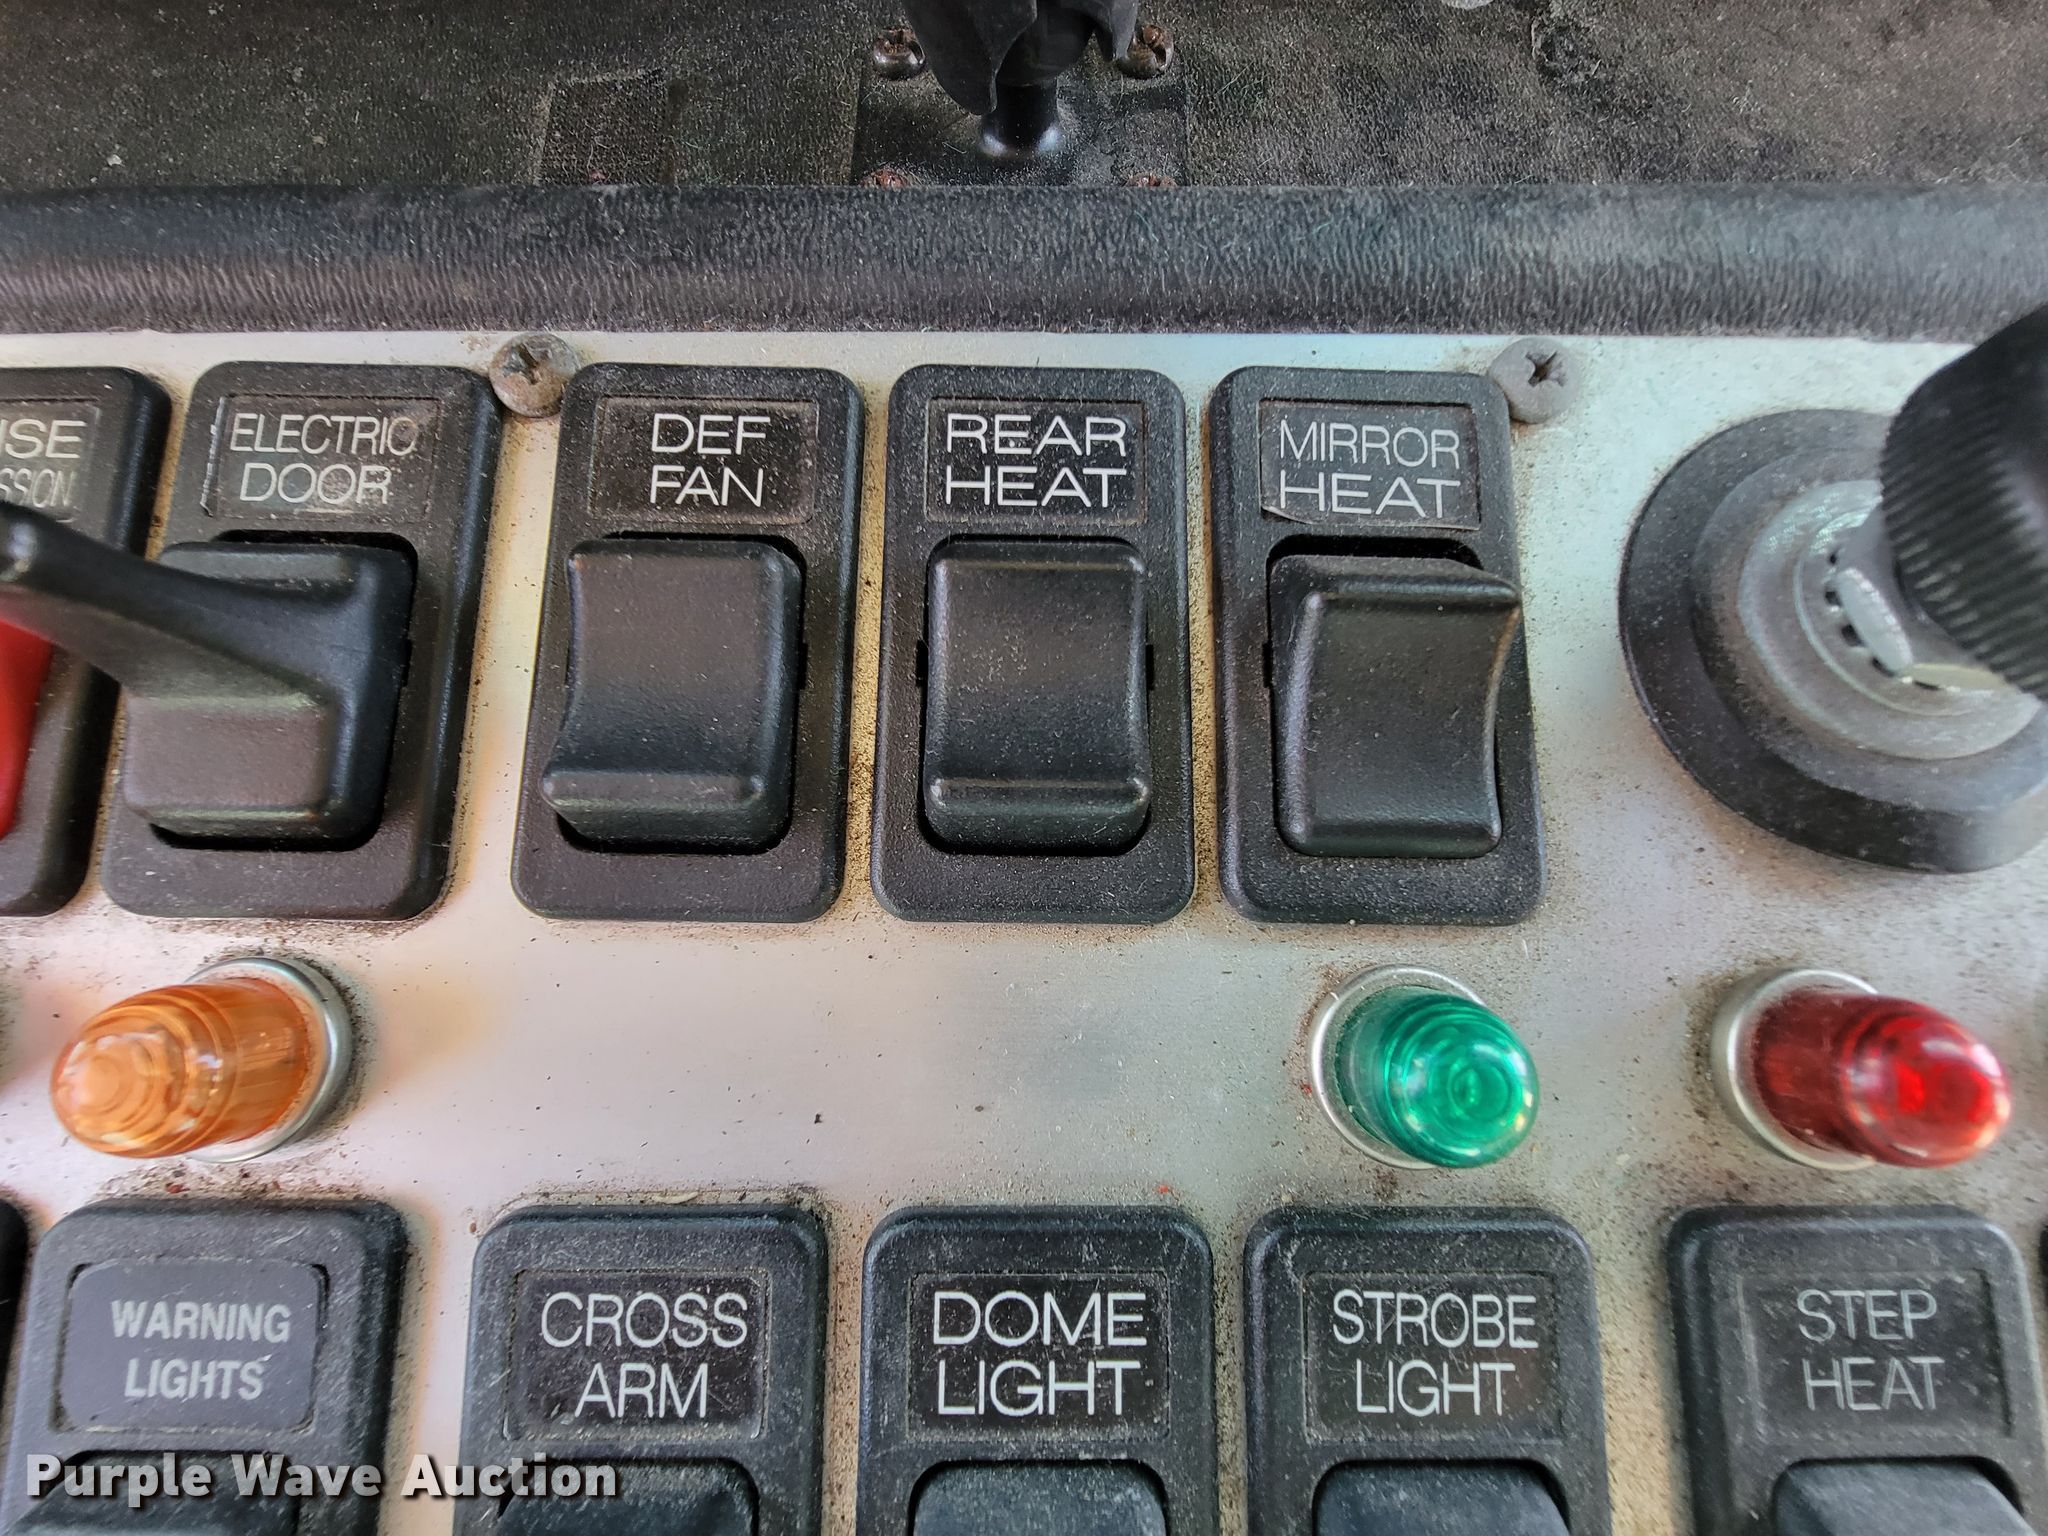 ELECTRIC
DOOR
DEF
FAN
REAR
HEAT
MIRROR
HEAT
WARNING
LIGHTS
CROSS
ARM
DOME
LIGHT
STROBE
LIGHT
STEP
HEAT
Purple Wave Auction